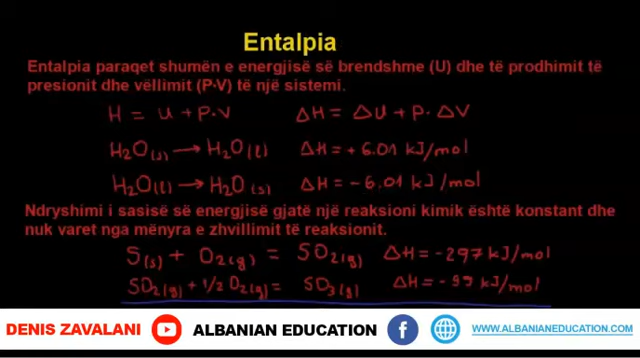 Entalpia
Entalpia paraqet shumën e energjisë së brendshme (U) dhe të prodhimit të
presionit dhe vëllimit (P·V) të një sistemi.
H = U + P·V    ΔH = ΔU + P·ΔV
H₂O(s) → H₂O(l)    ΔH = + 6.01 kJ/mol
H₂O(l) → H₂O(s)    ΔH = - 6.01 kJ/mol
Ndryshimi i sasisë së energjisë gjatë një reaksioni kimik është konstant dhe
nuk varet nga mënyra e zhvillimit të reaksionit.
S(s) + O₂(g) = SO₂(g)    ΔH = -297 kJ/mol
SO₂(g) + 1/2 O₂(g) = SO₃(g)    ΔH = -99 kJ/mol
DENIS ZAVALANI    ALBANIAN EDUCATION    WWW.ALBANIANEDUCATION.COM